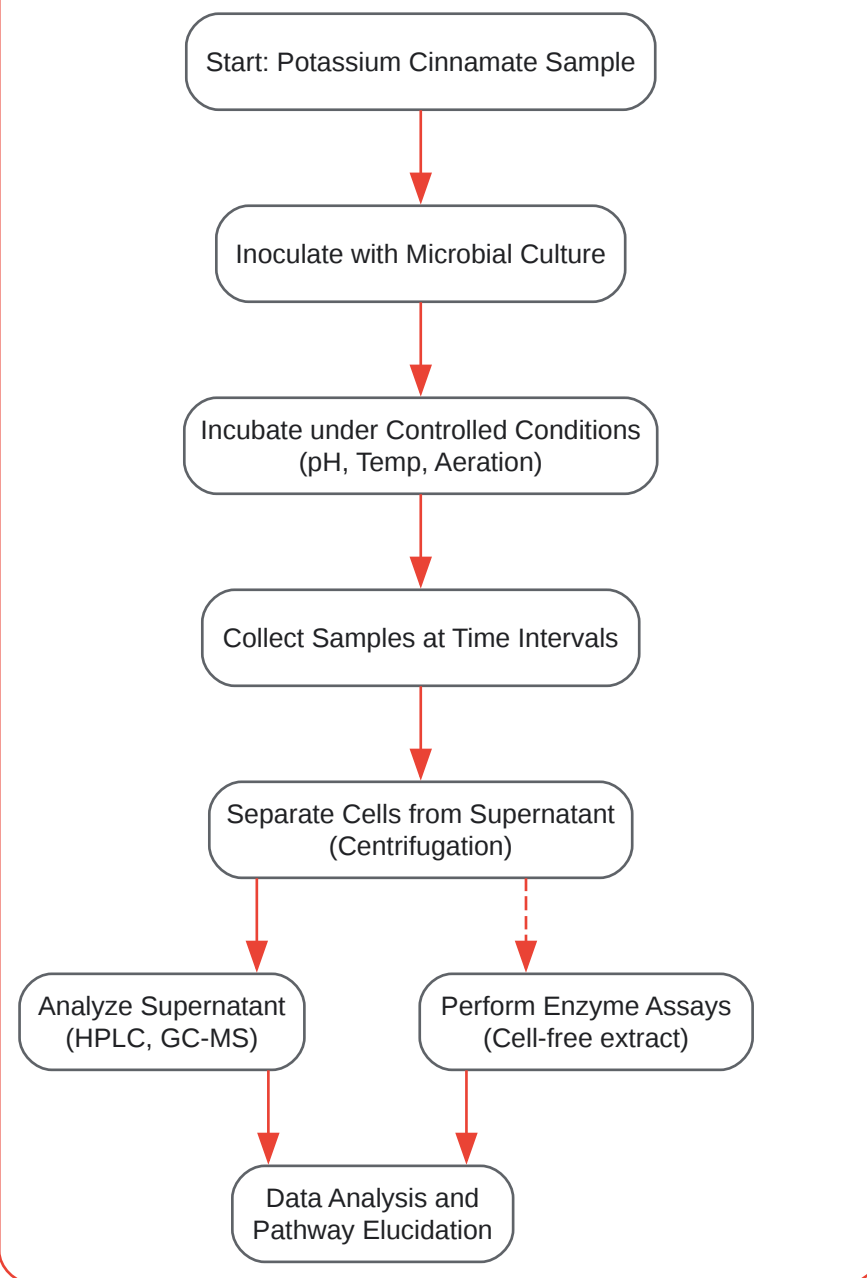 Start: Potassium Cinnamate Sample
Inoculate with Microbial Culture
Incubate under Controlled Conditions
(pH, Temp, Aeration)
Collect Samples at Time Intervals
Separate Cells from Supernatant
(Centrifugation)
Analyze Supernatant
(HPLC, GC-MS)
Perform Enzyme Assays
(Cell-free extract)
Data Analysis and
Pathway Elucidation